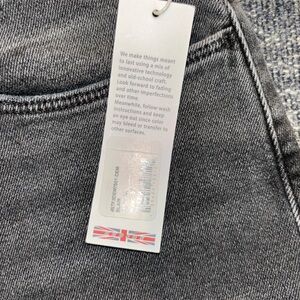 We make things meant
to last using a mix of
innovative technology
and old-school craft.
Look forward to fading
and other imperfections
over time.
Meanwhile, follow wash
instructions and keep
an eye out since color
may bleed or transfer to
other surfaces.